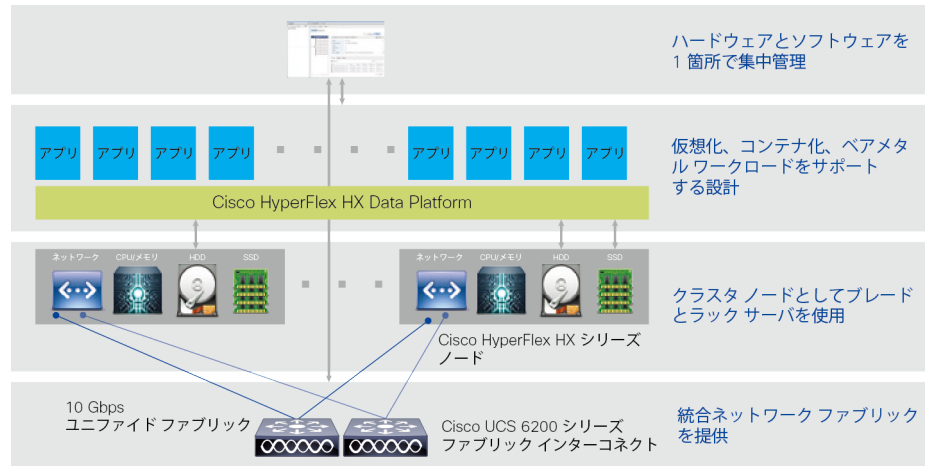 ハードウェアとソフトウェアを
1 箇所で集中管理
アプリ アプリ アプリ アプリ アプリ アプリ アプリ アプリ
仮想化、コンテナ化、ベアメタ
ル ワークロードをサポート
する設計
Cisco HyperFlex HX Data Platform
ネットワーク CPU/メモリ HDD SSD
ネットワーク CPU/メモリ HDD SSD
クラスタ ノードとしてブレード
とラック サーバを使用
Cisco HyperFlex HX シリーズ
ノード
10 Gbps
ユニファイド ファブリック
Cisco UCS 6200 シリーズ
ファブリック インターコネクト
統合ネットワーク ファブリック
を提供